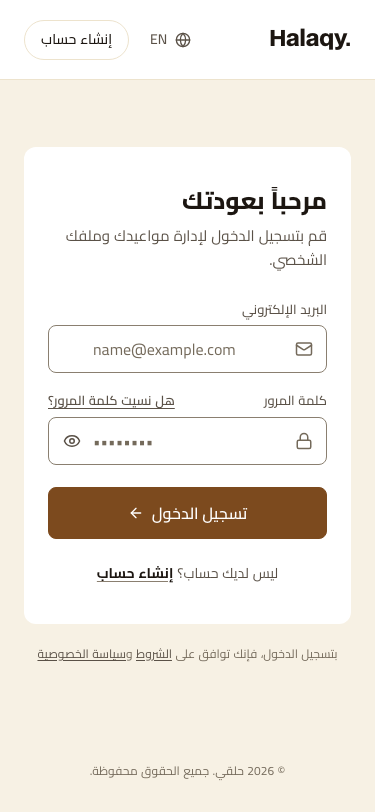 Halaqy.
EN
إنشاء حساب
مرحباً بعودتك
قم بتسجيل الدخول لإدارة مواعيدك وملفك
الشخصي.
البريد الإلكتروني
name@example.com
كلمة المرور
هل نسيت كلمة المرور؟
تسجيل الدخول
ليس لديك حساب؟ إنشاء حساب
بتسجيل الدخول، فإنك توافق على الشروط وسياسة الخصوصية
© 2026 حلقي. جميع الحقوق محفوظة.